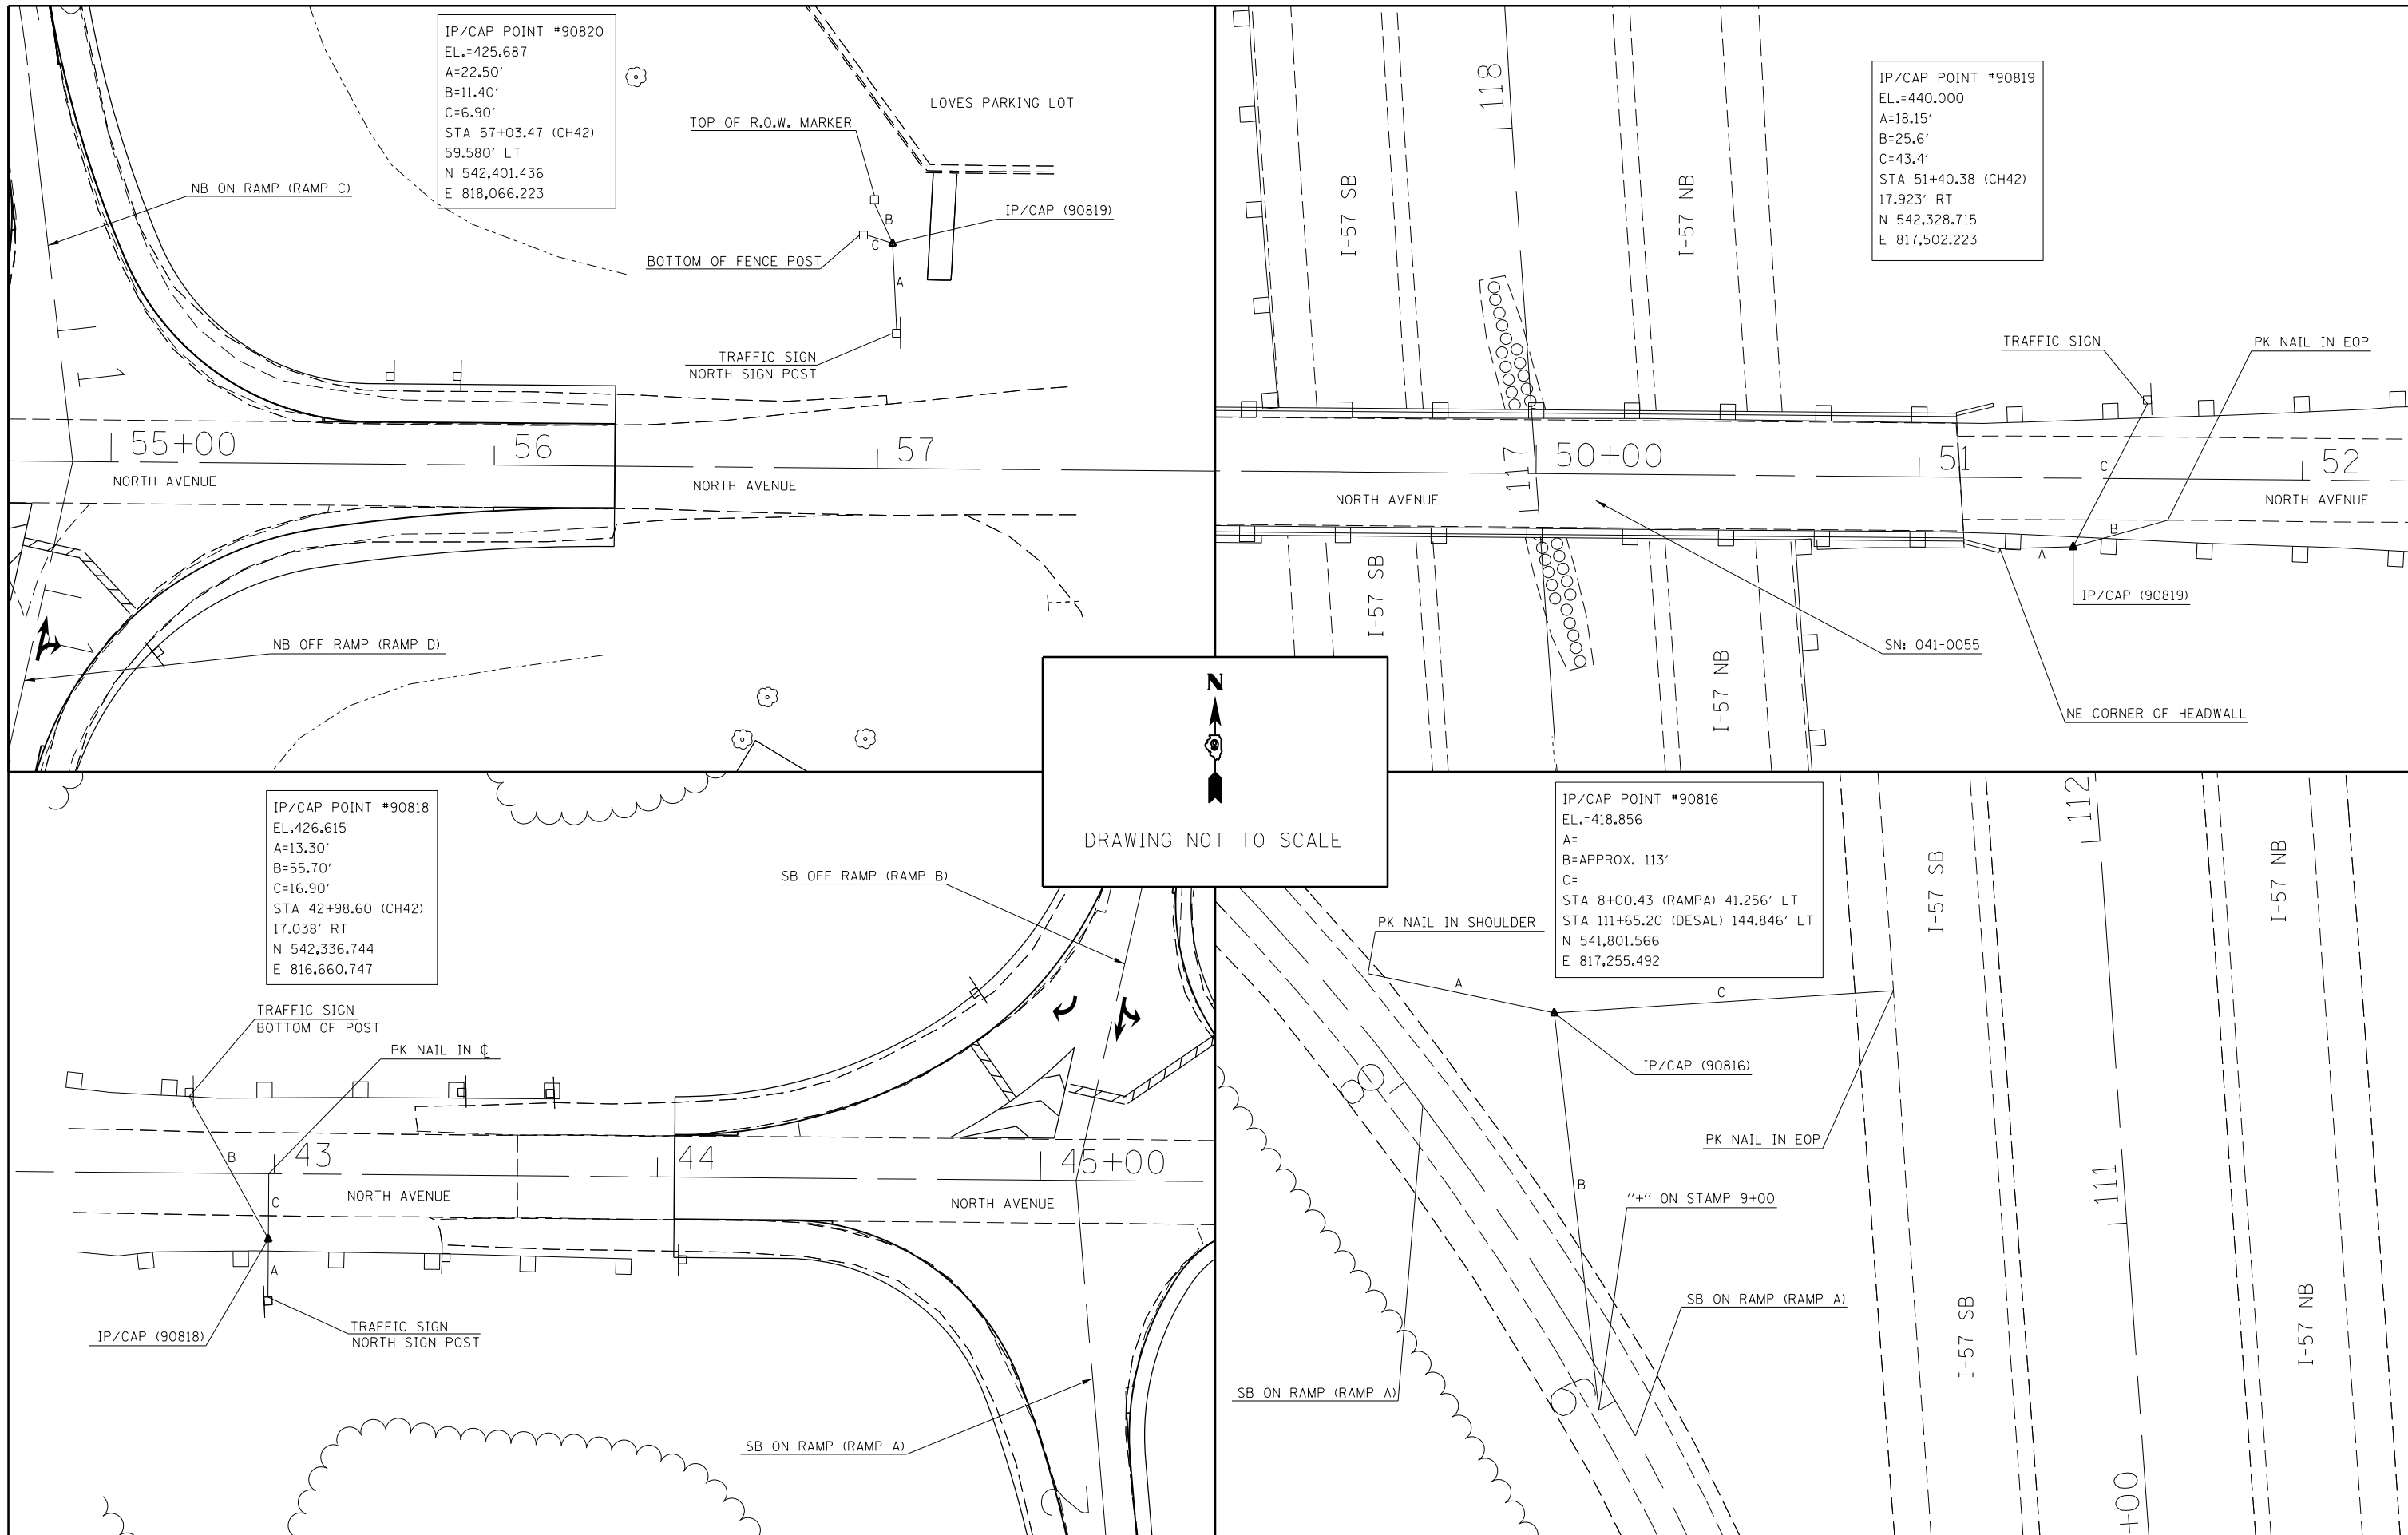 IP/CAP POINT #90820
EL.=425.687
A=22.50'
B=11.40'
C=6.90'
STA 57+03.47 (CH42)
59.580' LT
N 542,401.436
E 818,066.223
LOVES PARKING LOT
TOP OF R.O.W. MARKER
NB ON RAMP (RAMP C)
IP/CAP (90819)
B
C
BOTTOM OF FENCE POST
A
TRAFFIC SIGN
NORTH SIGN POST
1
55+00
56
57
NORTH AVENUE
NORTH AVENUE
NB OFF RAMP (RAMP D)
IP/CAP POINT #90819
EL.=440.000
A=18.15'
B=25.6'
C=43.4'
STA 51+40.38 (CH42)
17.923' RT
N 542,328.715
E 817,502.223
118
I-57 SB
I-57 NB
TRAFFIC SIGN
PK NAIL IN EOP
117
50+00
51
52
C
NORTH AVENUE
NORTH AVENUE
B
A
I-57 SB
IP/CAP (90819)
SN: 041-0055
I-57 NB
NE CORNER OF HEADWALL
N
DRAWING NOT TO SCALE
IP/CAP POINT #90818
EL.426.615
A=13.30'
B=55.70'
C=16.90'
STA 42+98.60 (CH42)
17.038' RT
N 542,336.744
E 816,660.747
SB OFF RAMP (RAMP B)
TRAFFIC SIGN
BOTTOM OF POST
PK NAIL IN ℄
B
43
44
45+00
C
NORTH AVENUE
NORTH AVENUE
A
TRAFFIC SIGN
NORTH SIGN POST
IP/CAP (90818)
SB ON RAMP (RAMP A)
2
IP/CAP POINT #90816
EL.=418.856
A=
B=APPROX. 113'
C=
STA 8+00.43 (RAMPA) 41.256' LT
STA 111+65.20 (DESAL) 144.846' LT
N 541,801.566
E 817,255.492
112
I-57 SB
I-57 NB
PK NAIL IN SHOULDER
A
C
IP/CAP (90816)
PK NAIL IN EOP
B
"+" ON STAMP 9+00
111
SB ON RAMP (RAMP A)
I-57 SB
I-57 NB
SB ON RAMP (RAMP A)
+00